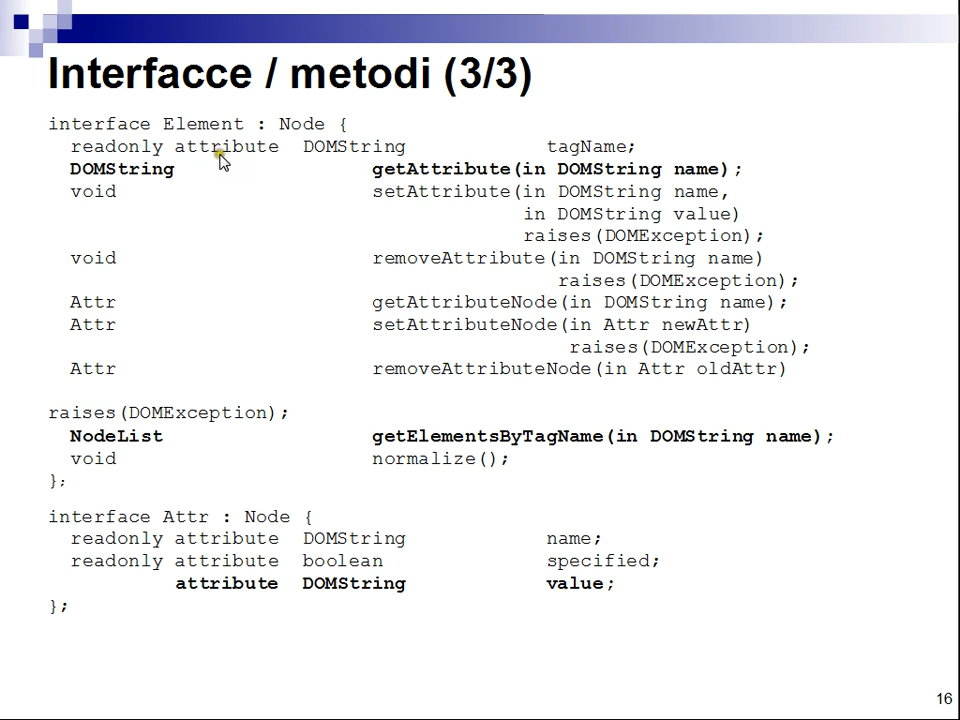 Interfacce / metodi (3/3)
interface Element : Node {
readonly attribute DOMString tagName;
DOMString getAttribute(in DOMString name);
void setAttribute(in DOMString name,
in DOMString value)
raises(DOMException);
void removeAttribute(in DOMString name)
raises(DOMException);
Attr getAttributeNode(in DOMString name);
Attr setAttributeNode(in Attr newAttr)
raises(DOMException);
Attr removeAttributeNode(in Attr oldAttr)
raises(DOMException);
NodeList getElementsByTagName(in DOMString name);
void normalize();
};
interface Attr : Node {
readonly attribute DOMString name;
readonly attribute boolean specified;
attribute DOMString value;
};
16